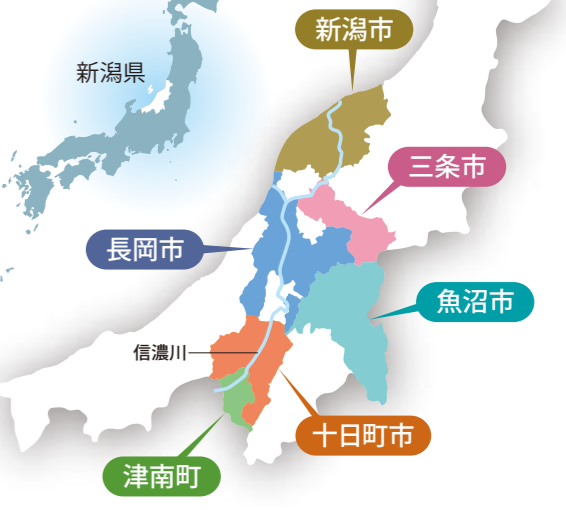 新潟市
新潟県
三条市
長岡市
魚沼市
信濃川
十日町市
津南町